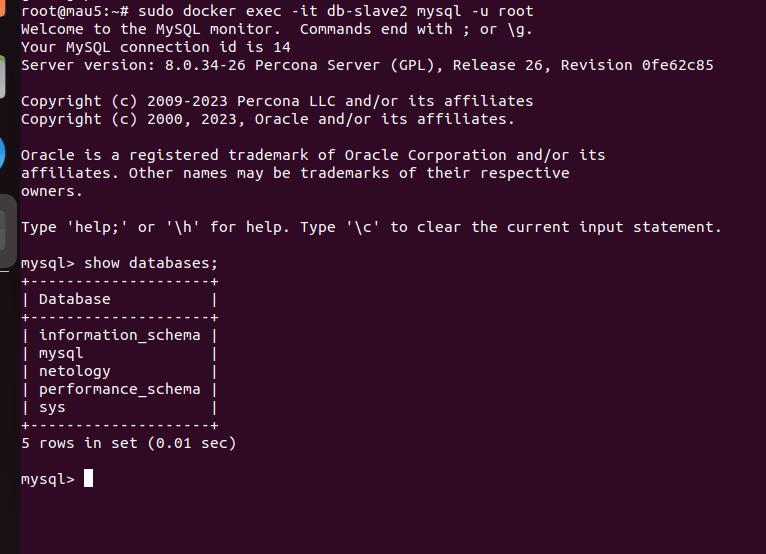 root@mau5:~# sudo docker exec -it db-slave2 mysql -u root
Welcome to the MySQL monitor.  Commands end with ; or \g.
Your MySQL connection id is 14
Server version: 8.0.34-26 Percona Server (GPL), Release 26, Revision 0fe62c85

Copyright (c) 2009-2023 Percona LLC and/or its affiliates
Copyright (c) 2000, 2023, Oracle and/or its affiliates.

Oracle is a registered trademark of Oracle Corporation and/or its
affiliates. Other names may be trademarks of their respective
owners.

Type 'help;' or '\h' for help. Type '\c' to clear the current input statement.

mysql> show databases;
+--------------------+
| Database           |
+--------------------+
| information_schema |
| mysql              |
| netology           |
| performance_schema |
| sys                |
+--------------------+
5 rows in set (0.01 sec)

mysql>